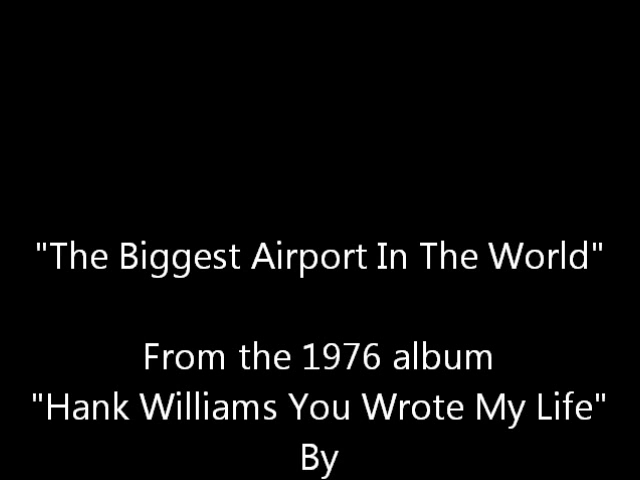 "The Biggest Airport In The World"
From the 1976 album
"Hank Williams You Wrote My Life"
By